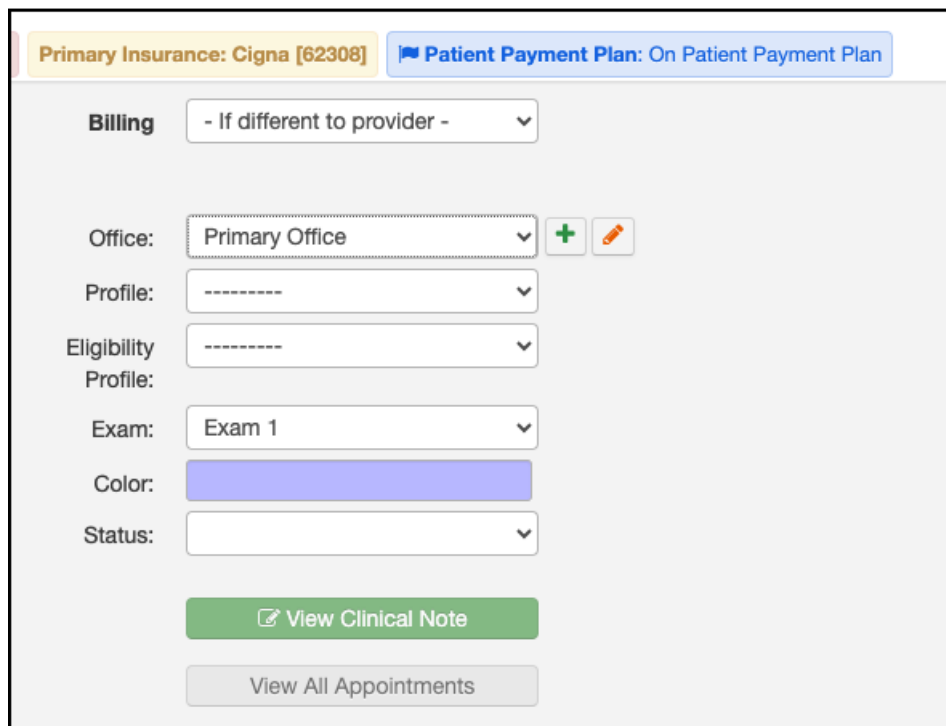 Primary Insurance: Cigna [62308] Patient Payment Plan: On Patient Payment Plan
Billing - If different to provider -
Office: Primary Office
Profile: ---------
Eligibility Profile: ---------
Exam: Exam 1
Color:
Status:
View Clinical Note
View All Appointments